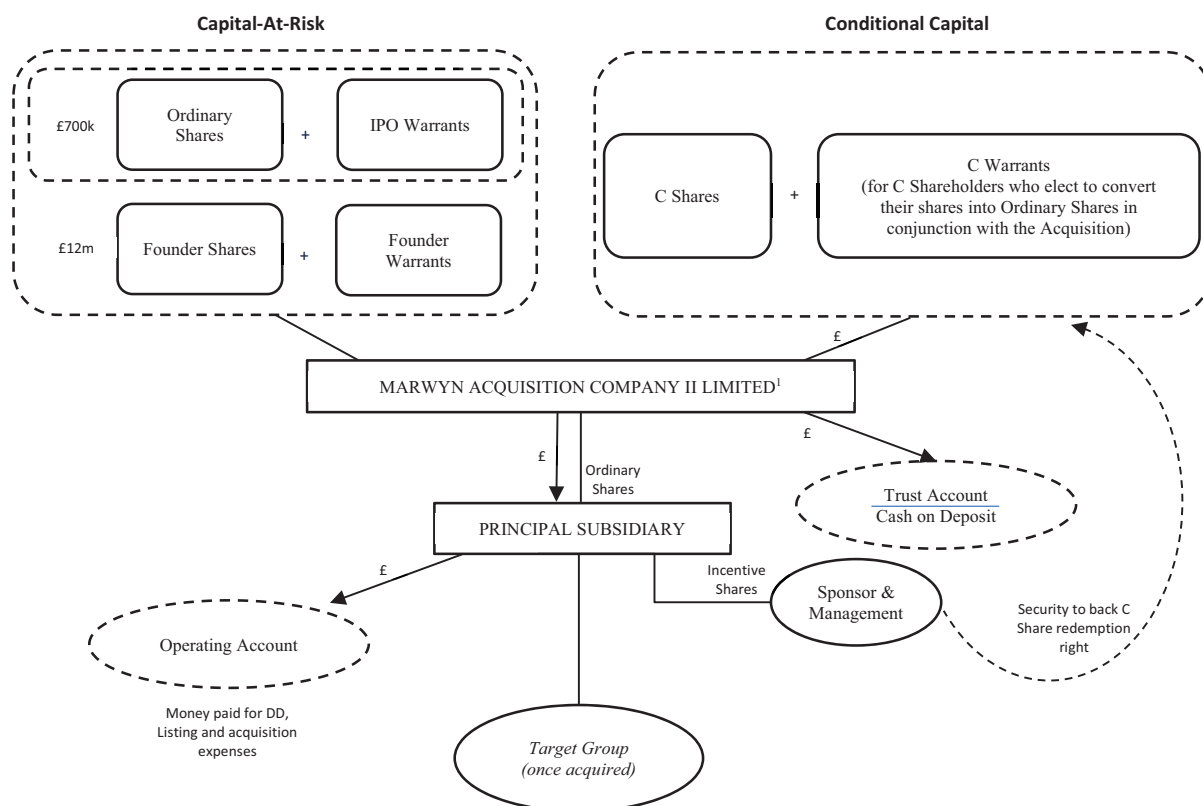 Capital-At-Risk
Conditional Capital
£700k
Ordinary
Shares
+
IPO Warrants
£12m
Founder Shares
+
Founder
Warrants
C Shares
+
C Warrants
(for C Shareholders who elect to convert
their shares into Ordinary Shares in
conjunction with the Acquisition)
£
MARWYN ACQUISITION COMPANY II LIMITED¹
£
£
Ordinary
Shares
Trust Account
Cash on Deposit
PRINCIPAL SUBSIDIARY
£
Incentive
Shares
Sponsor &
Management
Security to back C
Share redemption
right
Operating Account
Money paid for DD,
Listing and acquisition
expenses
Target Group
(once acquired)